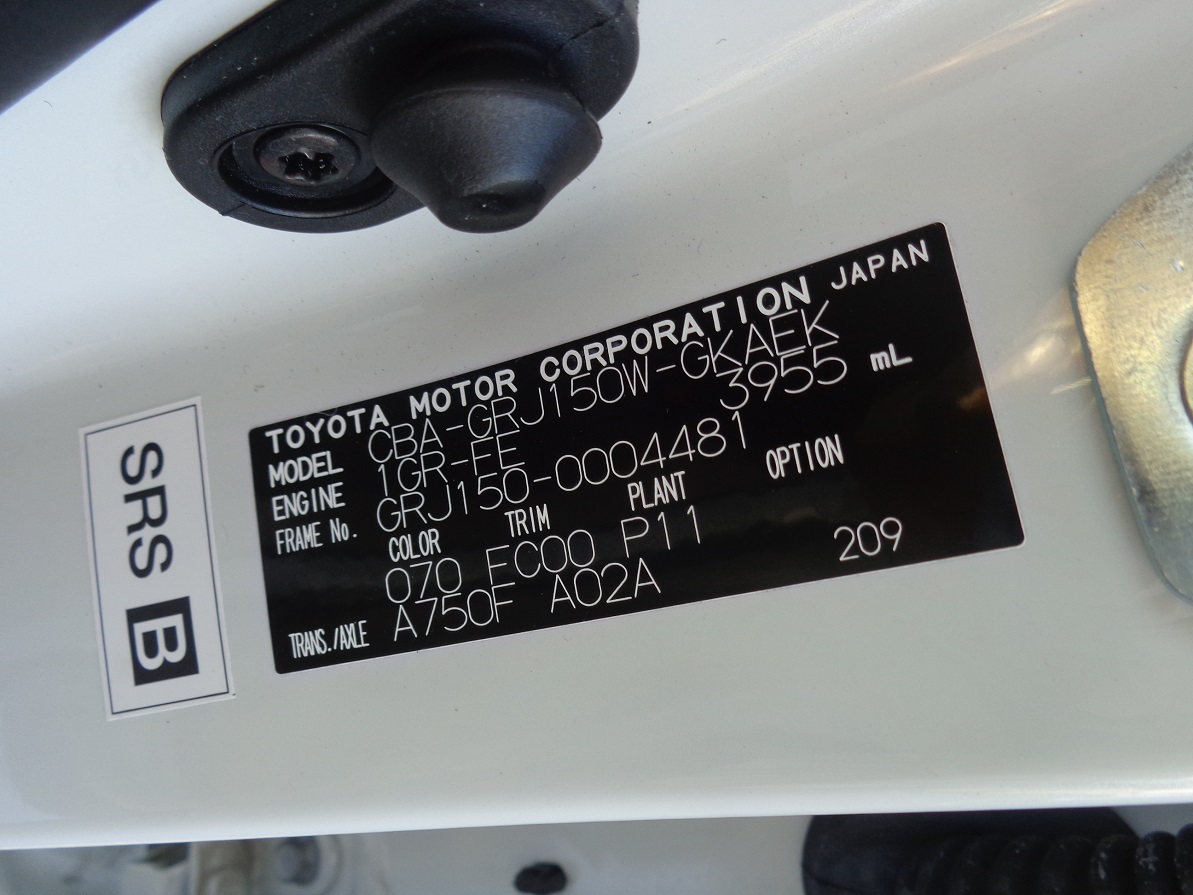 TOYOTA MOTOR CORPORATION JAPAN
MODEL CBA-GRJ150W-GKAEK
ENGINE 1GR-FE 3955 mL
FRAME No. GRJ150-0004481
COLOR TRIM PLANT OPTION
070 FC00 P11
TRANS./AXLE A750F A02A 209
SRS B